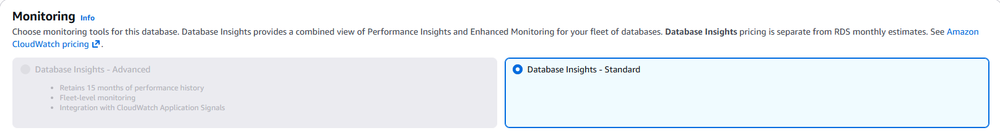 Monitoring Info
Choose monitoring tools for this database. Database Insights provides a combined view of Performance Insights and Enhanced Monitoring for your fleet of databases. Database Insights pricing is separate from RDS monthly estimates. See Amazon
CloudWatch pricing.
Database Insights - Advanced
• Retains 15 months of performance history
• Fleet-level monitoring
• Integration with CloudWatch Application Signals
Database Insights - Standard